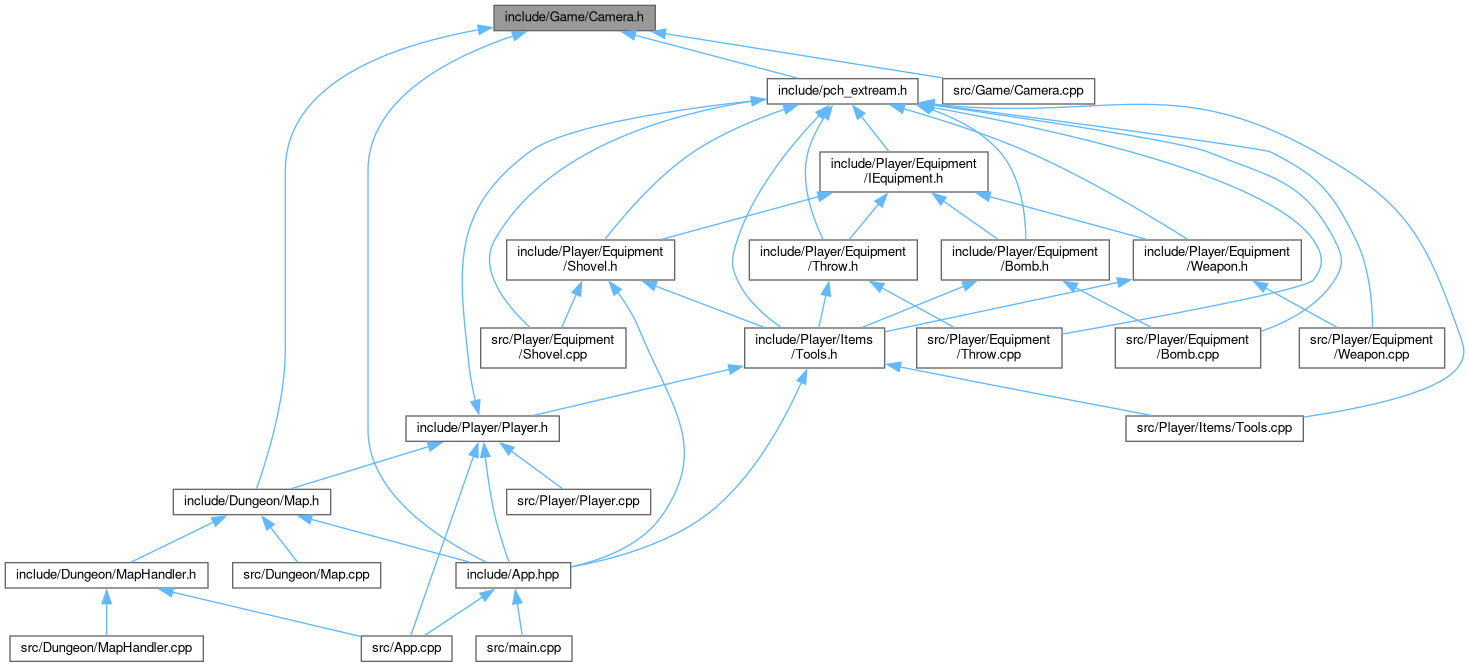 include/Game/Camera.h
include/pch_extream.h
src/Game/Camera.cpp
include/Player/Equipment
/IEquipment.h
include/Player/Equipment
/Shovel.h
include/Player/Equipment
/Throw.h
include/Player/Equipment
/Bomb.h
include/Player/Equipment
/Weapon.h
src/Player/Equipment
/Shovel.cpp
include/Player/Items
/Tools.h
src/Player/Equipment
/Throw.cpp
src/Player/Equipment
/Bomb.cpp
src/Player/Equipment
/Weapon.cpp
include/Player/Player.h
src/Player/Items/Tools.cpp
include/Dungeon/Map.h
src/Player/Player.cpp
include/Dungeon/MapHandler.h
src/Dungeon/Map.cpp
include/App.hpp
src/Dungeon/MapHandler.cpp
src/App.cpp
src/main.cpp